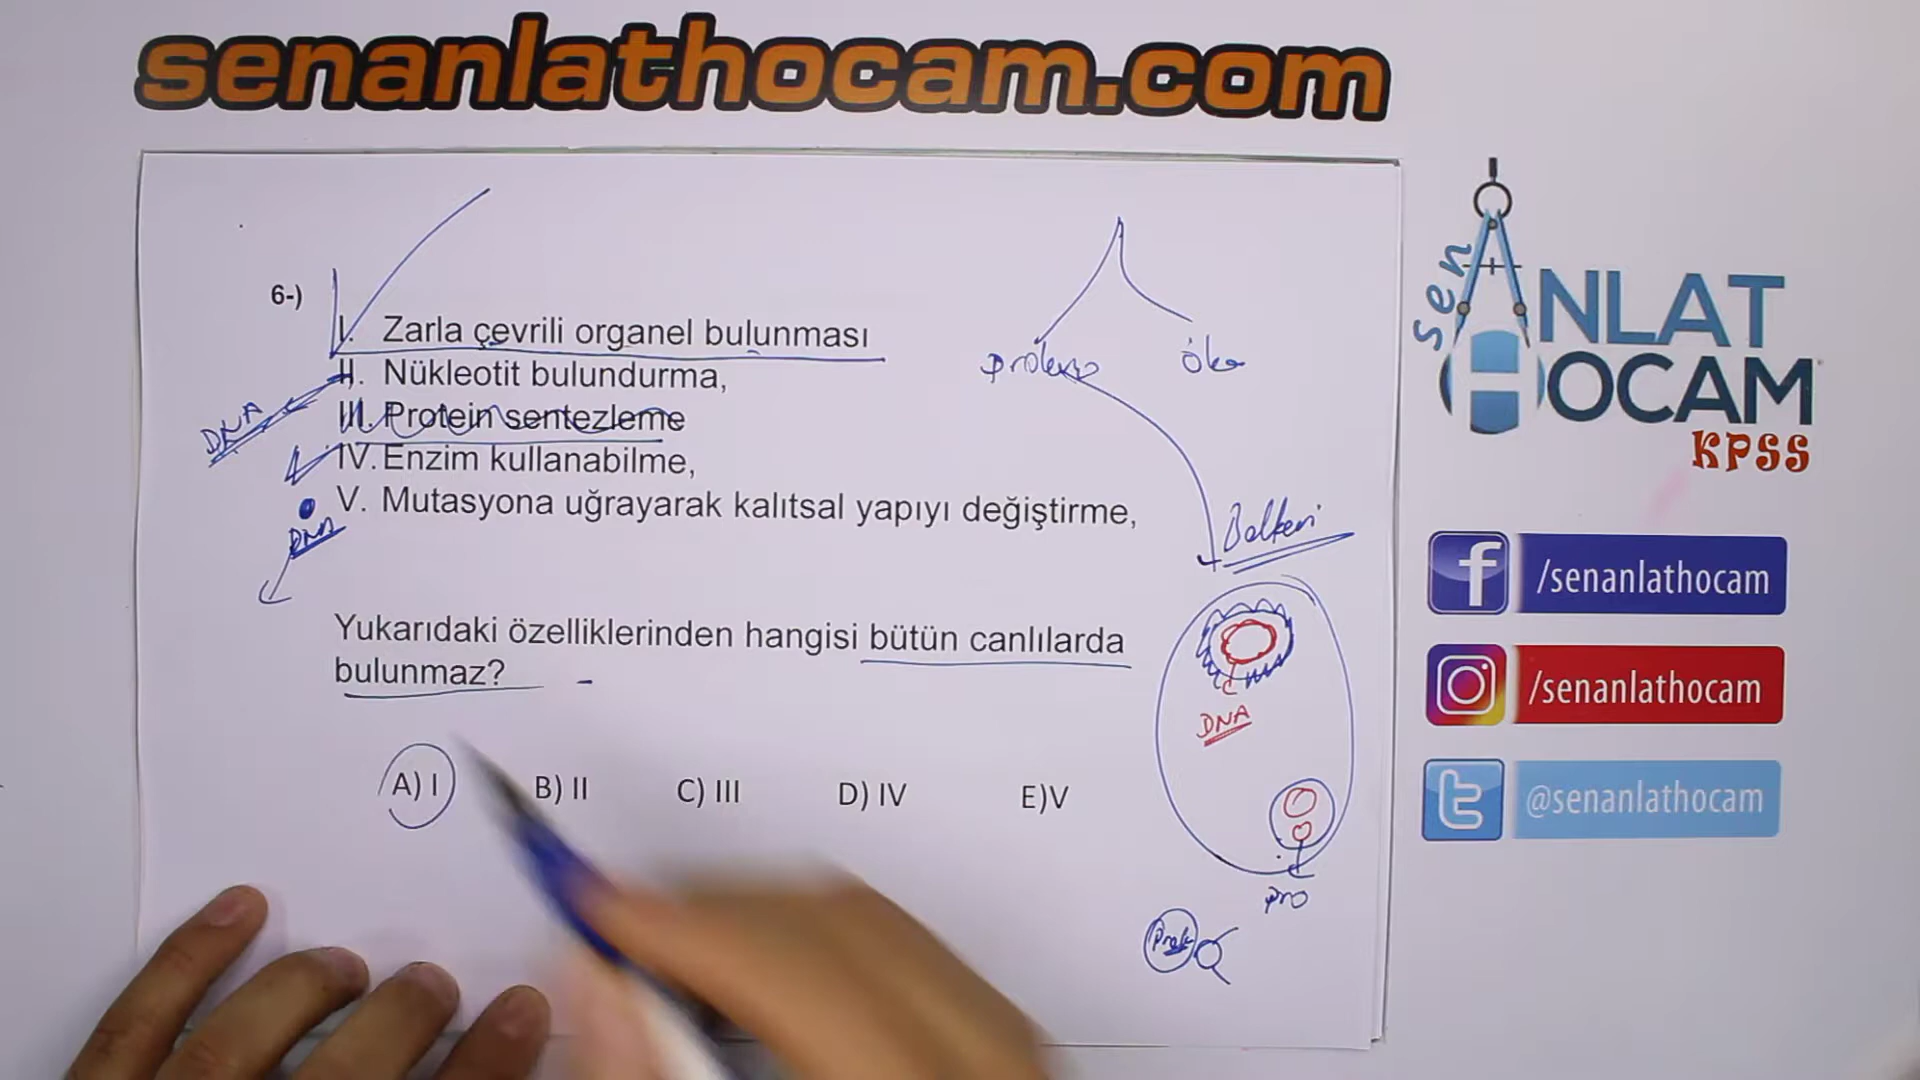 senanlathocam.com
6-)
I. Zarla çevrili organel bulunması
II. Nükleotit bulundurma,
III. Protein sentezleme
IV. Enzim kullanabilme,
V. Mutasyona uğrayarak kalıtsal yapıyı değiştirme,
DNA
DNA
Yukarıdaki özelliklerinden hangisi bütün canlılarda
bulunmaz?
A) I B) II C) III D) IV E)V
öka
DNA
pro
sen
ANLAT
HOCAM
KPSS
f /senanlathocam
/senanlathocam
t @senanlathocam